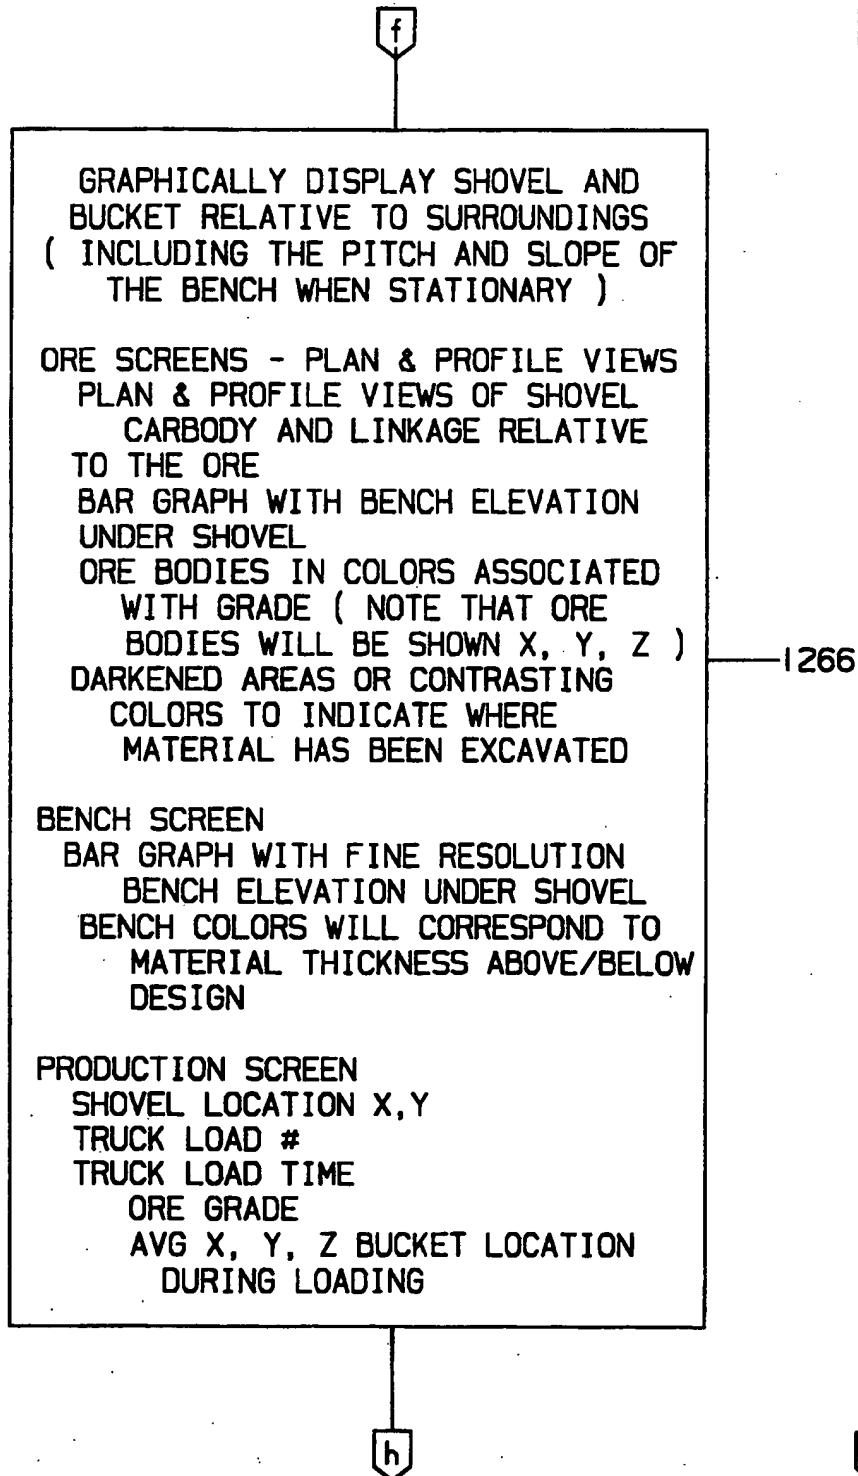 f
GRAPHICALLY DISPLAY SHOVEL AND
BUCKET RELATIVE TO SURROUNDINGS
( INCLUDING THE PITCH AND SLOPE OF
THE BENCH WHEN STATIONARY )
ORE SCREENS - PLAN & PROFILE VIEWS
PLAN & PROFILE VIEWS OF SHOVEL
CARBODY AND LINKAGE RELATIVE
TO THE ORE
BAR GRAPH WITH BENCH ELEVATION
UNDER SHOVEL
ORE BODIES IN COLORS ASSOCIATED
WITH GRADE ( NOTE THAT ORE
BODIES WILL BE SHOWN X, Y, Z )
DARKENED AREAS OR CONTRASTING
COLORS TO INDICATE WHERE
MATERIAL HAS BEEN EXCAVATED
1266
BENCH SCREEN
BAR GRAPH WITH FINE RESOLUTION
BENCH ELEVATION UNDER SHOVEL
BENCH COLORS WILL CORRESPOND TO
MATERIAL THICKNESS ABOVE/BELOW
DESIGN
PRODUCTION SCREEN
SHOVEL LOCATION X,Y
TRUCK LOAD #
TRUCK LOAD TIME
ORE GRADE
AVG X, Y, Z BUCKET LOCATION
DURING LOADING
h